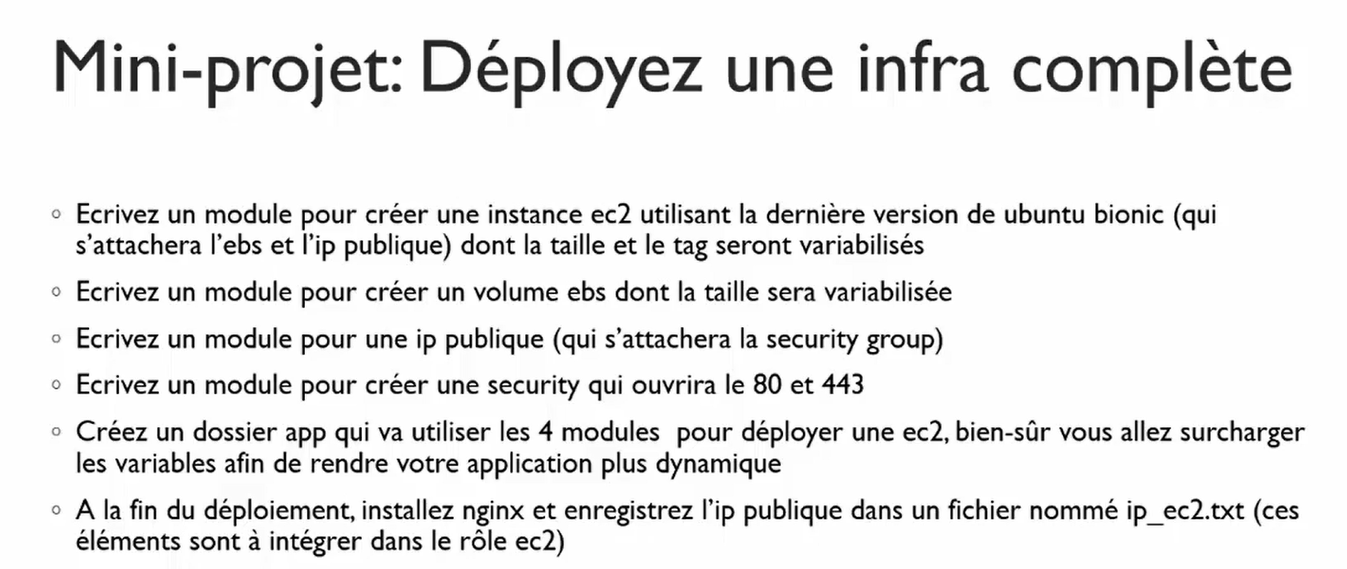 Mini-projet: Déployez une infra complète
◦ Ecrivez un module pour créer une instance ec2 utilisant la dernière version de ubuntu bionic (qui
s'attachera l'ebs et l'ip publique) dont la taille et le tag seront variabilisés
◦ Ecrivez un module pour créer un volume ebs dont la taille sera variabilisée
◦ Ecrivez un module pour une ip publique (qui s'attachera la security group)
◦ Ecrivez un module pour créer une security qui ouvrira le 80 et 443
◦ Créez un dossier app qui va utiliser les 4 modules pour déployer une ec2, bien-sûr vous allez surcharger
les variables afin de rendre votre application plus dynamique
◦ A la fin du déploiement, installez nginx et enregistrez l'ip publique dans un fichier nommé ip_ec2.txt (ces
éléments sont à intégrer dans le rôle ec2)